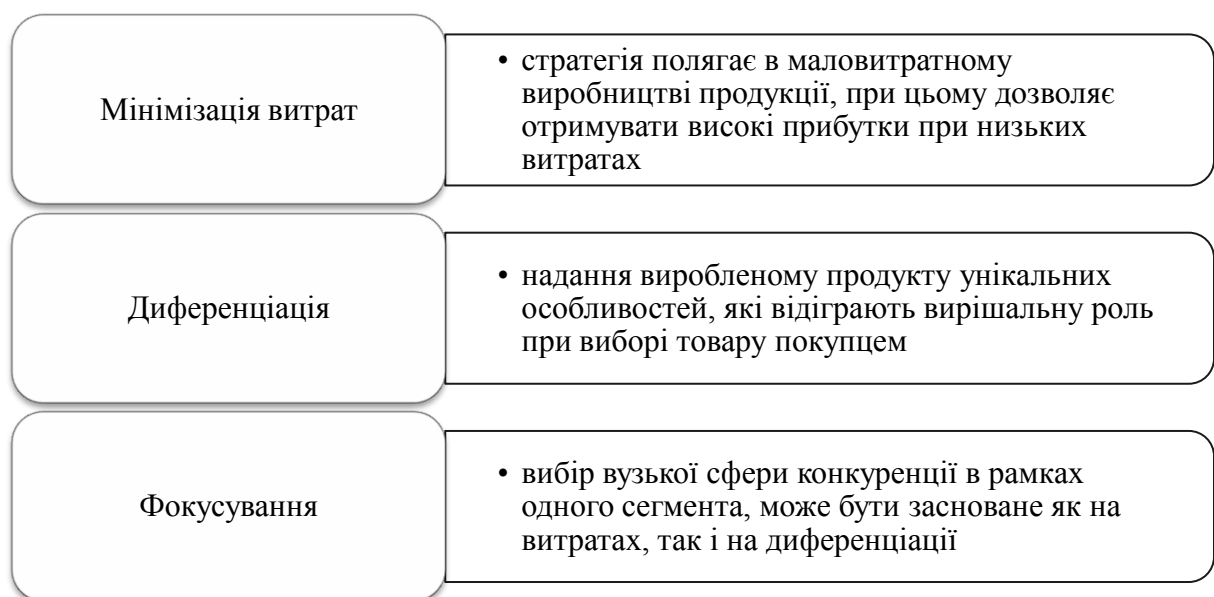 Мінімізація витрат
• стратегія полягає в маловитратному
виробництві продукції, при цьому дозволяє
отримувати високі прибутки при низьких
витратах
Диференціація
• надання виробленому продукту унікальних
особливостей, які відіграють вирішальну роль
при виборі товару покупцем
Фокусування
• вибір вузької сфери конкуренції в рамках
одного сегмента, може бути засноване як на
витратах, так і на диференціації